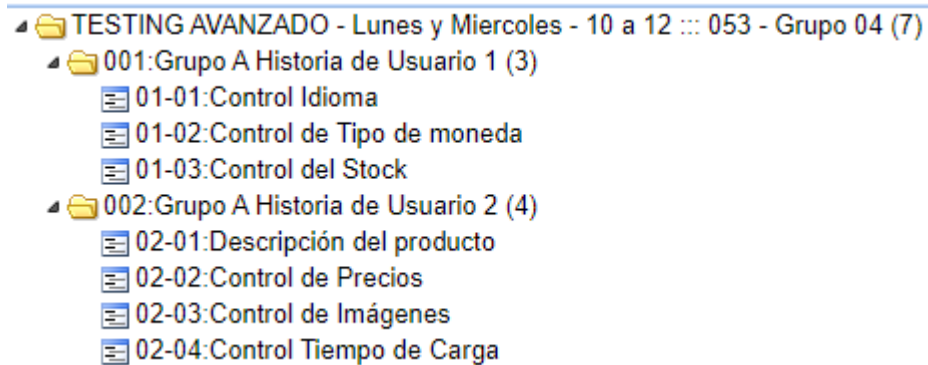 TESTING AVANZADO - Lunes y Miercoles - 10 a 12 ::: 053 - Grupo 04 (7)
001:Grupo A Historia de Usuario 1 (3)
01-01:Control Idioma
01-02:Control de Tipo de moneda
01-03:Control del Stock
002:Grupo A Historia de Usuario 2 (4)
02-01:Descripción del producto
02-02:Control de Precios
02-03:Control de Imágenes
02-04:Control Tiempo de Carga